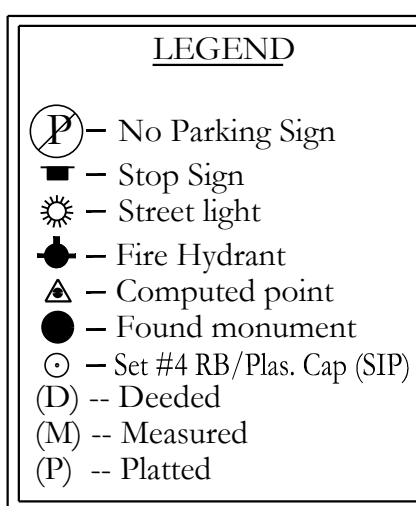 LEGEND
P – No Parking Sign
– Stop Sign
– Street light
– Fire Hydrant
– Computed point
– Found monument
– Set #4 RB/Plas. Cap (SIP)
(D) -- Deeded
(M) -- Measured
(P) -- Platted